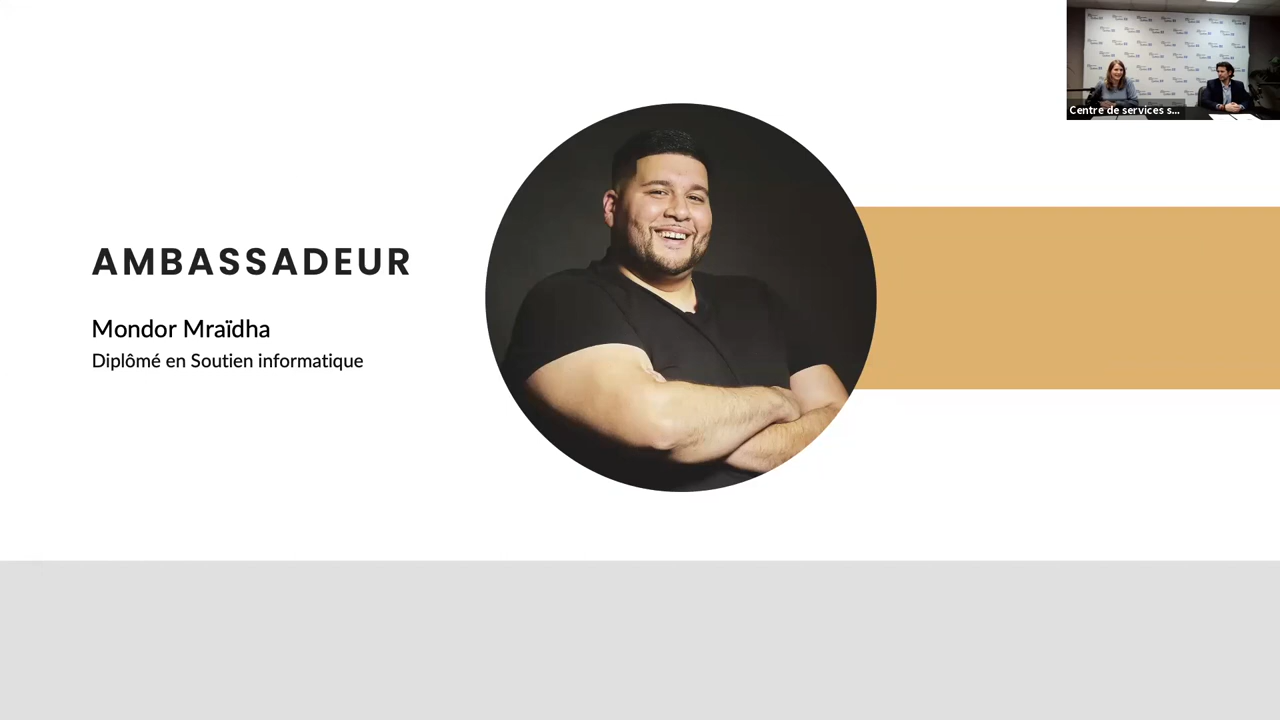 AMBASSADEUR
Mondor Mraïdha
Diplômé en Soutien informatique
Centre de services s...